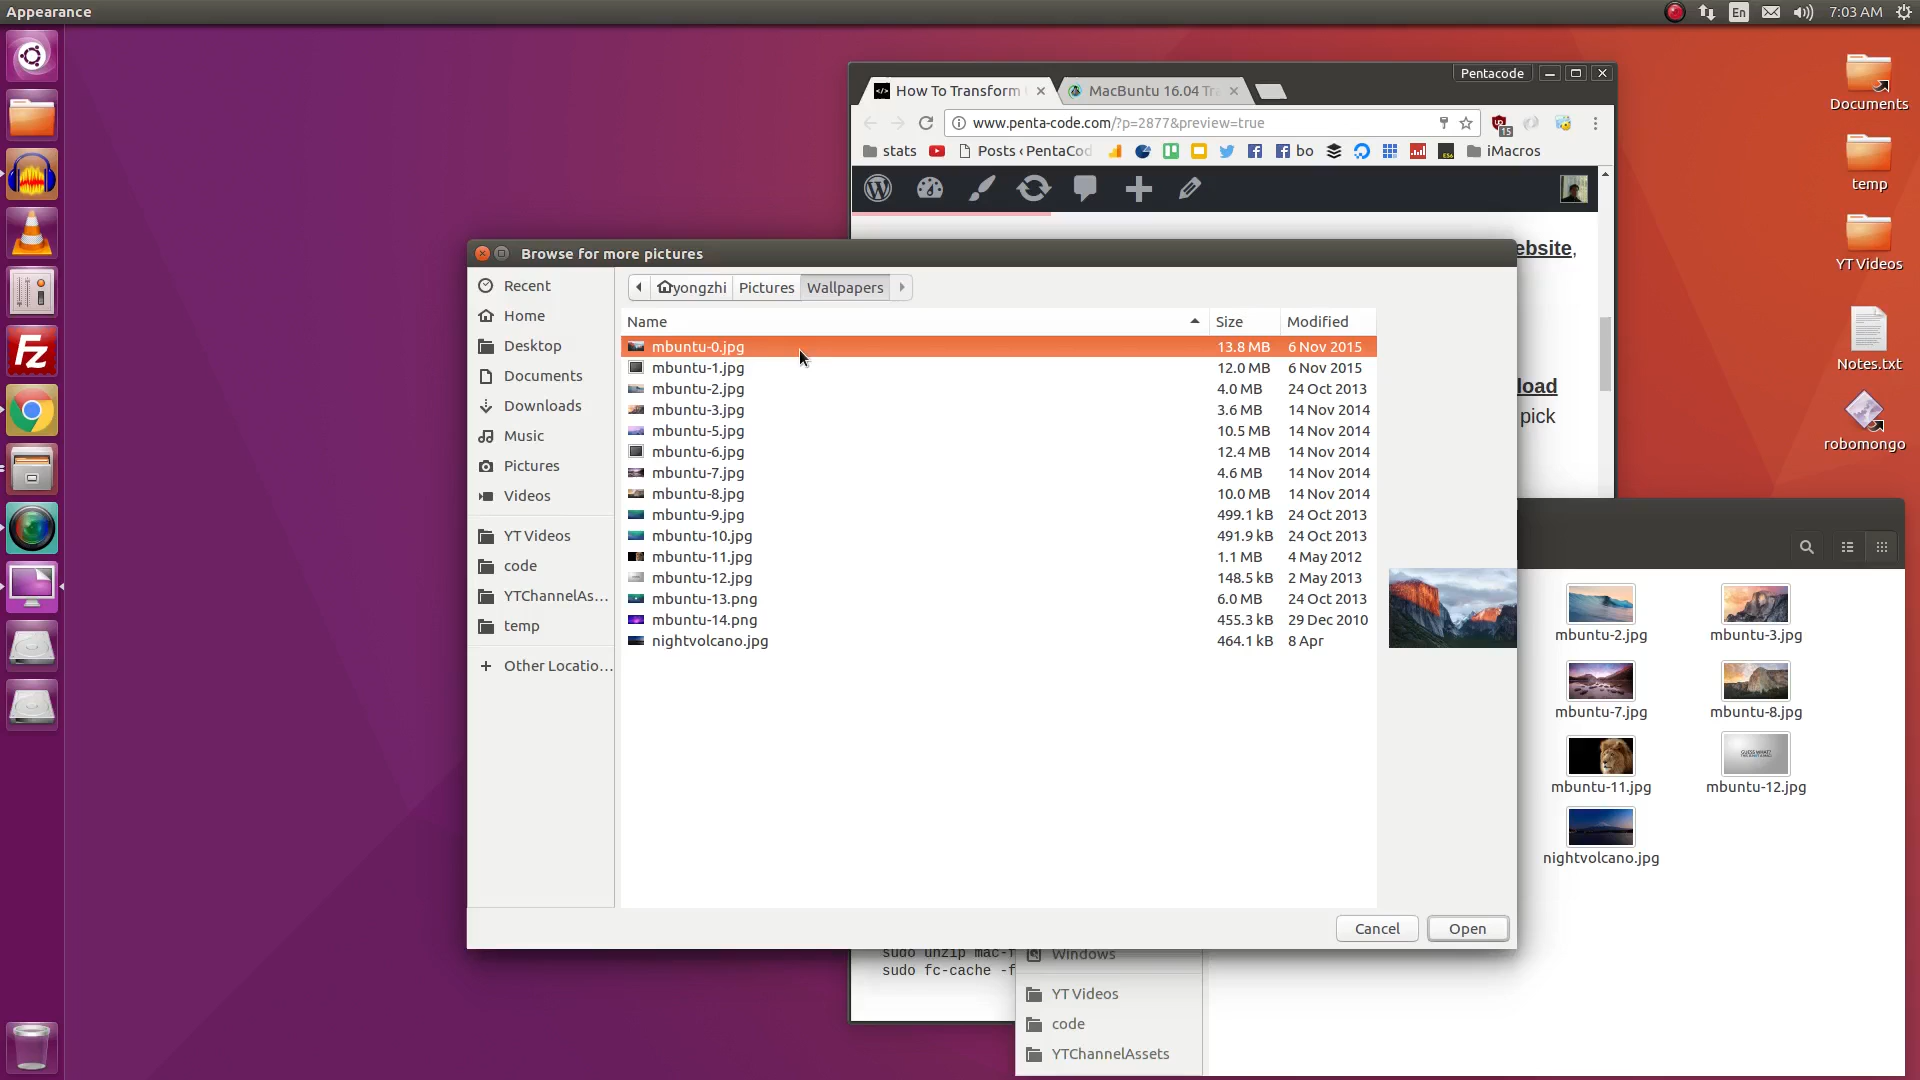 Appearance
En
7:03 AM
Documents
temp
YT Videos
Notes.txt
robomongo
Pentacode
How To Transform
MacBuntu 16.04 Tra
www.penta-code.com/?p=2877&preview=true
15
stats
Posts ‹ PentaCod
bo
ES6
iMacros
ebsite,
load
pick
Browse for more pictures
Recent
Home
Desktop
Documents
Downloads
Music
Pictures
Videos
YT Videos
code
YTChannelAs...
temp
Other Locatio...
yongzhi
Pictures
Wallpapers
Name Size Modified
mbuntu-0.jpg 13.8 MB 6 Nov 2015
mbuntu-1.jpg 12.0 MB 6 Nov 2015
mbuntu-2.jpg 4.0 MB 24 Oct 2013
mbuntu-3.jpg 3.6 MB 14 Nov 2014
mbuntu-5.jpg 10.5 MB 14 Nov 2014
mbuntu-6.jpg 12.4 MB 14 Nov 2014
mbuntu-7.jpg 4.6 MB 14 Nov 2014
mbuntu-8.jpg 10.0 MB 14 Nov 2014
mbuntu-9.jpg 499.1 kB 24 Oct 2013
mbuntu-10.jpg 491.9 kB 24 Oct 2013
mbuntu-11.jpg 1.1 MB 4 May 2012
mbuntu-12.jpg 148.5 kB 2 May 2013
mbuntu-13.png 6.0 MB 24 Oct 2013
mbuntu-14.png 455.3 kB 29 Dec 2010
nightvolcano.jpg 464.1 kB 8 Apr
Cancel
Open
mbuntu-2.jpg
mbuntu-3.jpg
mbuntu-7.jpg
mbuntu-8.jpg
GUESS WHAT?
mbuntu-11.jpg
mbuntu-12.jpg
nightvolcano.jpg
sudo unzip mac-f
sudo fc-cache -f
Windows
YT Videos
code
YTChannelAssets
Fz